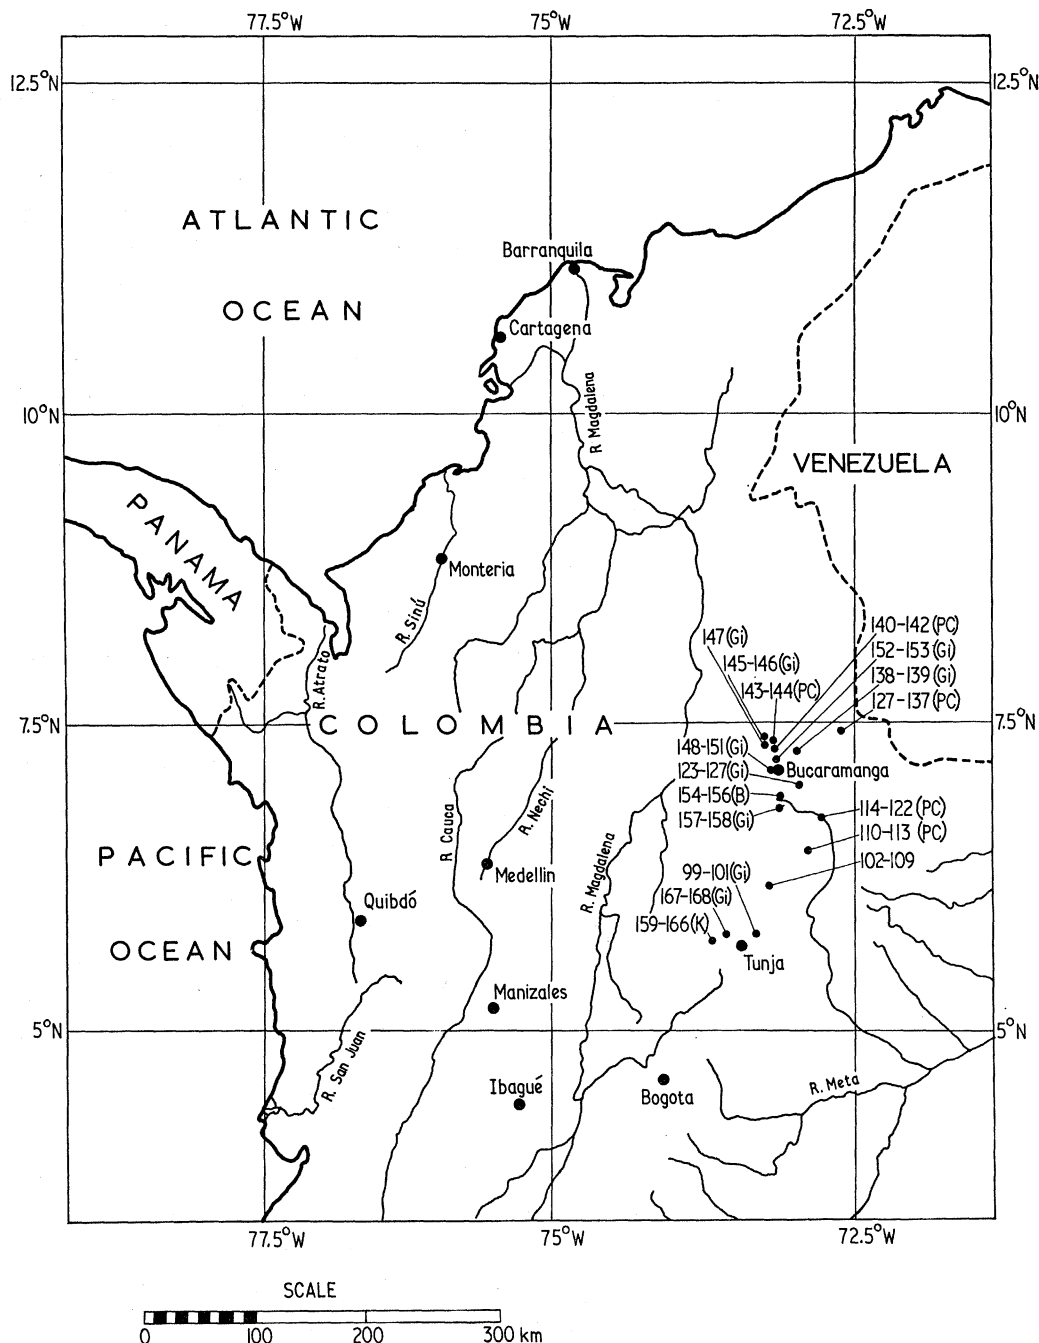 77.5°W 75°W 72.5°W
12.5°N 12.5°N
ATLANTIC
OCEAN
Barranquila
Cartagena
R Magdalena
10°N 10°N
VENEZUELA
PANAMA
Monteria
R. Sinú
R. Atrato
147(Gi)
145-146(Gi)
143-144(PC)
140-142(PC)
152-153(Gi)
138-139(Gi)
127-137(PC)
7.5°N 7.5°N
COLOMBIA
148-151(Gi)
Bucaramanga
123-127(Gi)
154-156(B)
157-158(Gi)
114-122(PC)
110-113(PC)
102-109
R. Cauca
R. Nechí
R. Magdalena
PACIFIC
OCEAN
Medellin
Quibdó
99-101(Gi)
167-168(Gi)
159-166(K)
Tunja
Manizales
5°N 5°N
R. San Juan
Ibagué
Bogota
R. Meta
77.5°W 75°W 72.5°W
SCALE
0 100 200 300 km